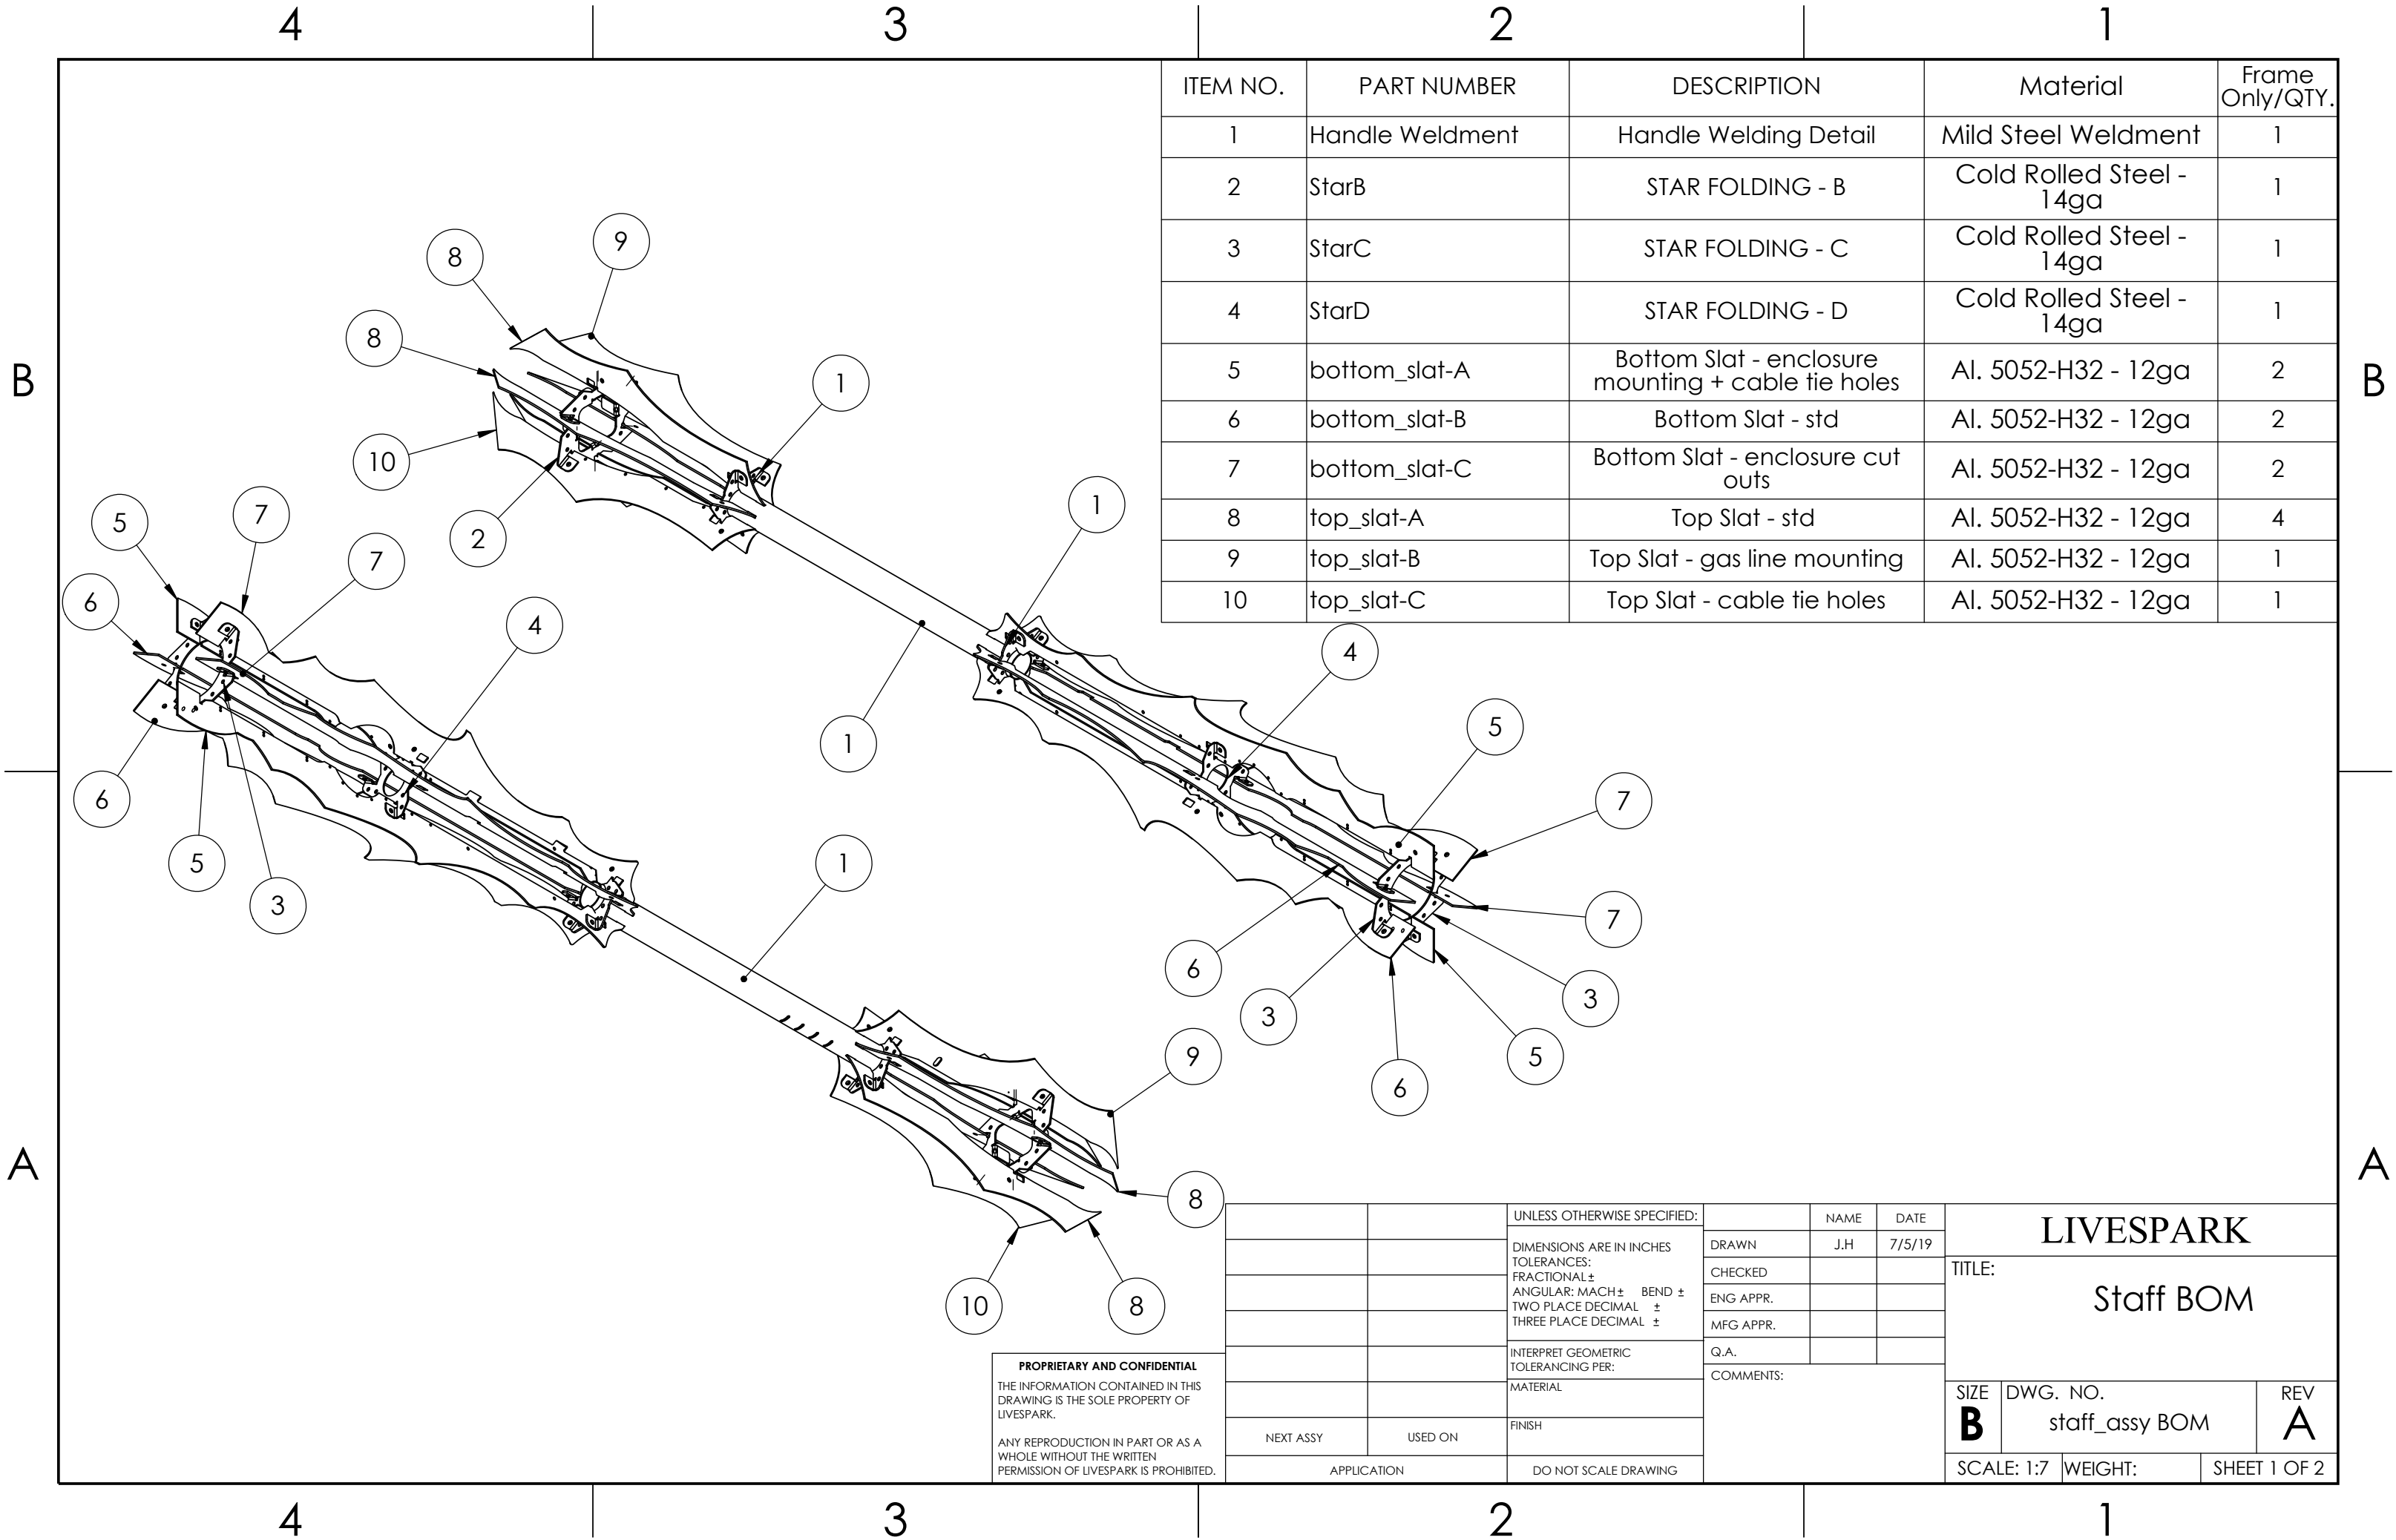 4 3 2 1
ITEM NO. PART NUMBER DESCRIPTION Material Frame Only/QTY.
1 Handle Weldment Handle Welding Detail Mild Steel Weldment 1
2 StarB STAR FOLDING - B Cold Rolled Steel - 14ga 1
3 StarC STAR FOLDING - C Cold Rolled Steel - 14ga 1
4 StarD STAR FOLDING - D Cold Rolled Steel - 14ga 1
5 bottom_slat-A Bottom Slat - enclosure mounting + cable tie holes Al. 5052-H32 - 12ga 2
6 bottom_slat-B Bottom Slat - std Al. 5052-H32 - 12ga 2
7 bottom_slat-C Bottom Slat - enclosure cut outs Al. 5052-H32 - 12ga 2
8 top_slat-A Top Slat - std Al. 5052-H32 - 12ga 4
9 top_slat-B Top Slat - gas line mounting Al. 5052-H32 - 12ga 1
10 top_slat-C Top Slat - cable tie holes Al. 5052-H32 - 12ga 1
9
8
8
B
1
B
10
1
5
7
2
7
6
4
4
5
1
6
7
5
1
3
7
6
3
3
5
9
6
A
A
8
10
8
UNLESS OTHERWISE SPECIFIED:
DIMENSIONS ARE IN INCHES
TOLERANCES:
FRACTIONAL ±
ANGULAR: MACH ± BEND ±
TWO PLACE DECIMAL ±
THREE PLACE DECIMAL ±
INTERPRET GEOMETRIC
TOLERANCING PER:
MATERIAL
FINISH
DO NOT SCALE DRAWING
NAME DATE
DRAWN J.H 7/5/19
CHECKED
ENG APPR.
MFG APPR.
Q.A.
COMMENTS:
LIVESPARK
TITLE:
Staff BOM
SIZE DWG. NO. REV
B staff_assy BOM A
SCALE: 1:7 WEIGHT: SHEET 1 OF 2
PROPRIETARY AND CONFIDENTIAL
THE INFORMATION CONTAINED IN THIS
DRAWING IS THE SOLE PROPERTY OF
LIVESPARK.
ANY REPRODUCTION IN PART OR AS A
WHOLE WITHOUT THE WRITTEN
PERMISSION OF LIVESPARK IS PROHIBITED.
NEXT ASSY USED ON
APPLICATION
4 3 2 1